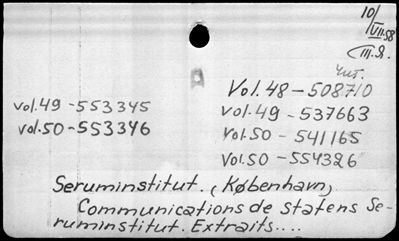 10/
VII-58
III.Я.
Чит.
Vol. 48 - 508710
vol.49 - 553345
vol.49 - 537663
vol.50 - 553346
Vol.50 - 541165
Vol.50 - 554326
Seruminstitut. (København)
Communications de Statens Se-
ruminstitut. Extraits....